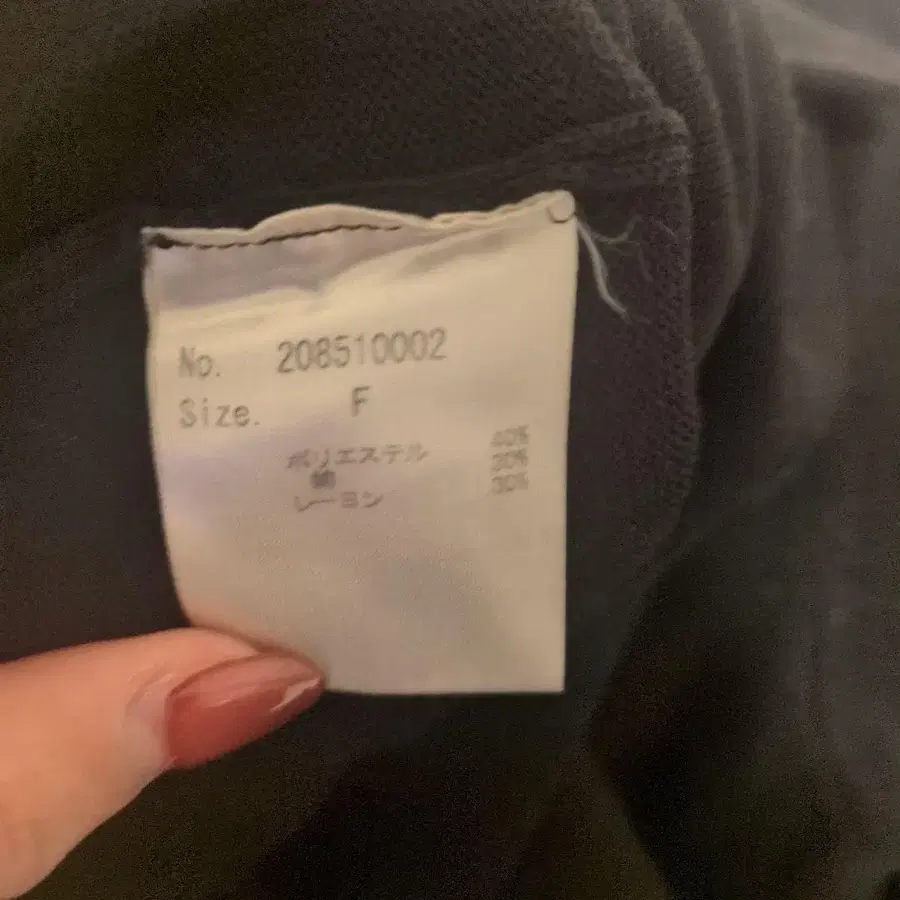 No. 208510002
Size. F
ポリエステル 40%
綿 30%
レーヨン 30%